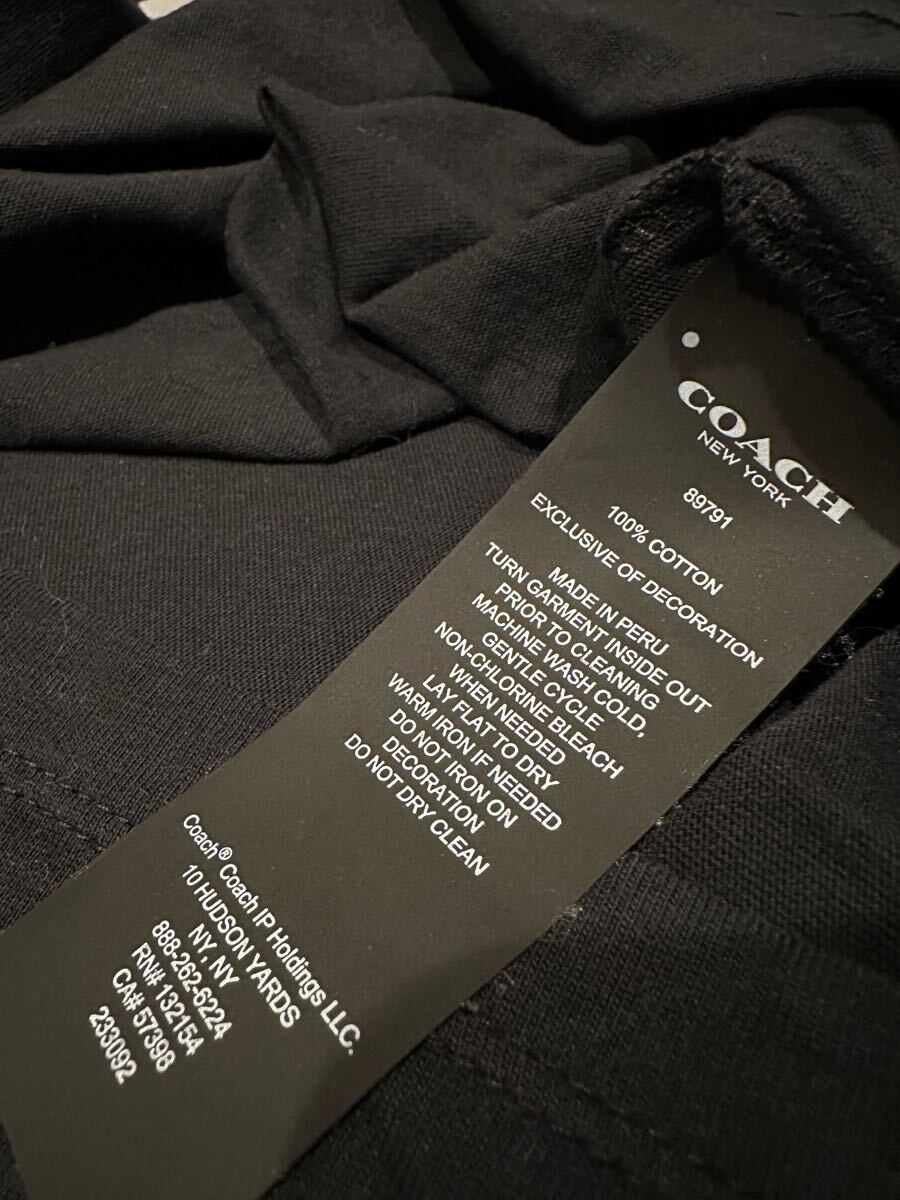 COACH
NEW YORK
89791
100% COTTON
EXCLUSIVE OF DECORATION
MADE IN PERU
TURN GARMENT INSIDE OUT
PRIOR TO CLEANING
MACHINE WASH COLD,
GENTLE CYCLE
NON-CHLORINE BLEACH
WHEN NEEDED
LAY FLAT TO DRY
WARM IRON IF NEEDED
DO NOT IRON ON
DECORATION
DO NOT DRY CLEAN
Coach® Coach IP Holdings LLC.
10 HUDSON YARDS
NY, NY
888-262-6224
RN# 132154
CA# 57398
233092